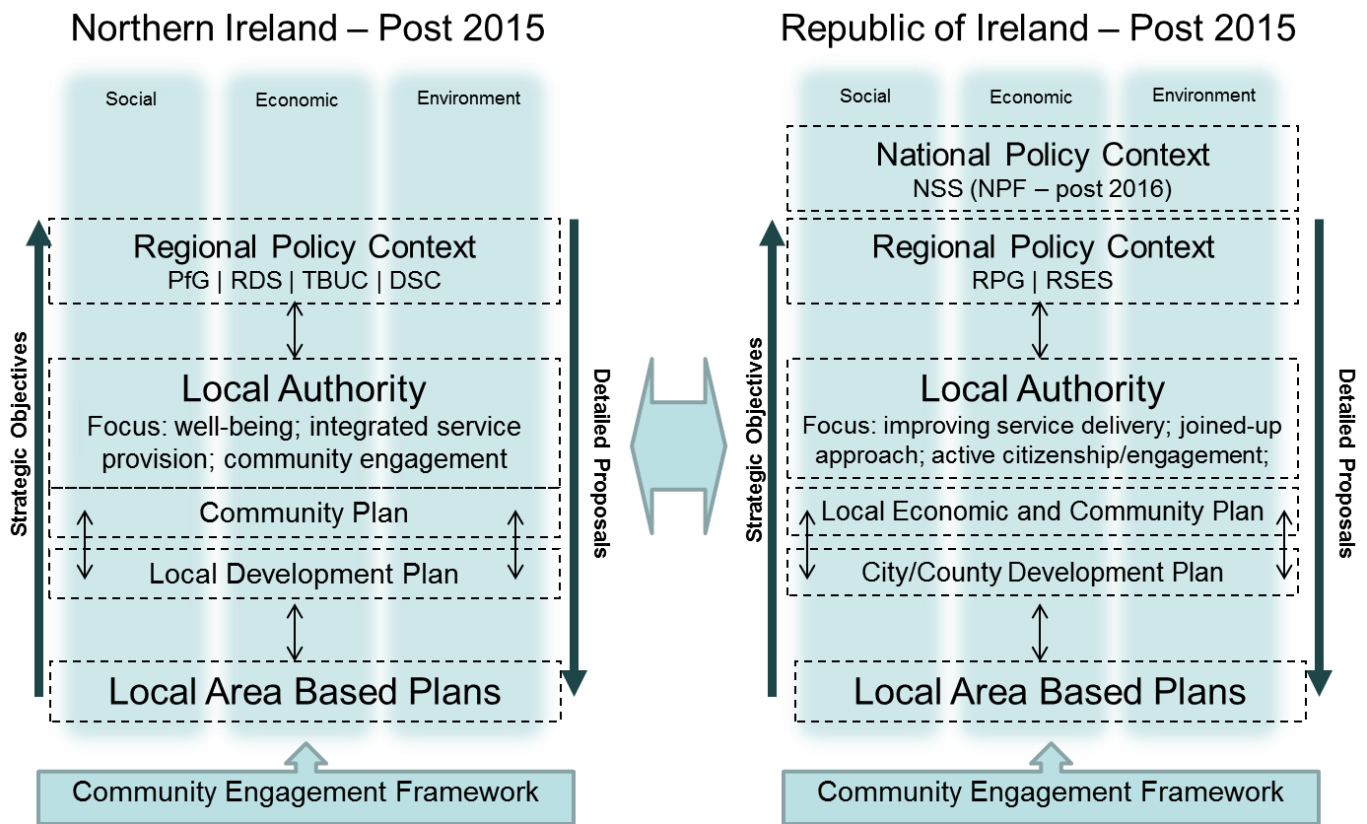 Northern Ireland – Post 2015
Social
Economic
Environment
Regional Policy Context
PfG | RDS | TBUC | DSC
Local Authority
Focus: well-being; integrated service
provision; community engagement
Community Plan
Local Development Plan
Local Area Based Plans
Strategic Objectives
Detailed Proposals
Community Engagement Framework
Republic of Ireland – Post 2015
Social
Economic
Environment
National Policy Context
NSS (NPF – post 2016)
Regional Policy Context
RPG | RSES
Local Authority
Focus: improving service delivery; joined-up
approach; active citizenship/engagement;
Local Economic and Community Plan
City/County Development Plan
Local Area Based Plans
Strategic Objectives
Detailed Proposals
Community Engagement Framework